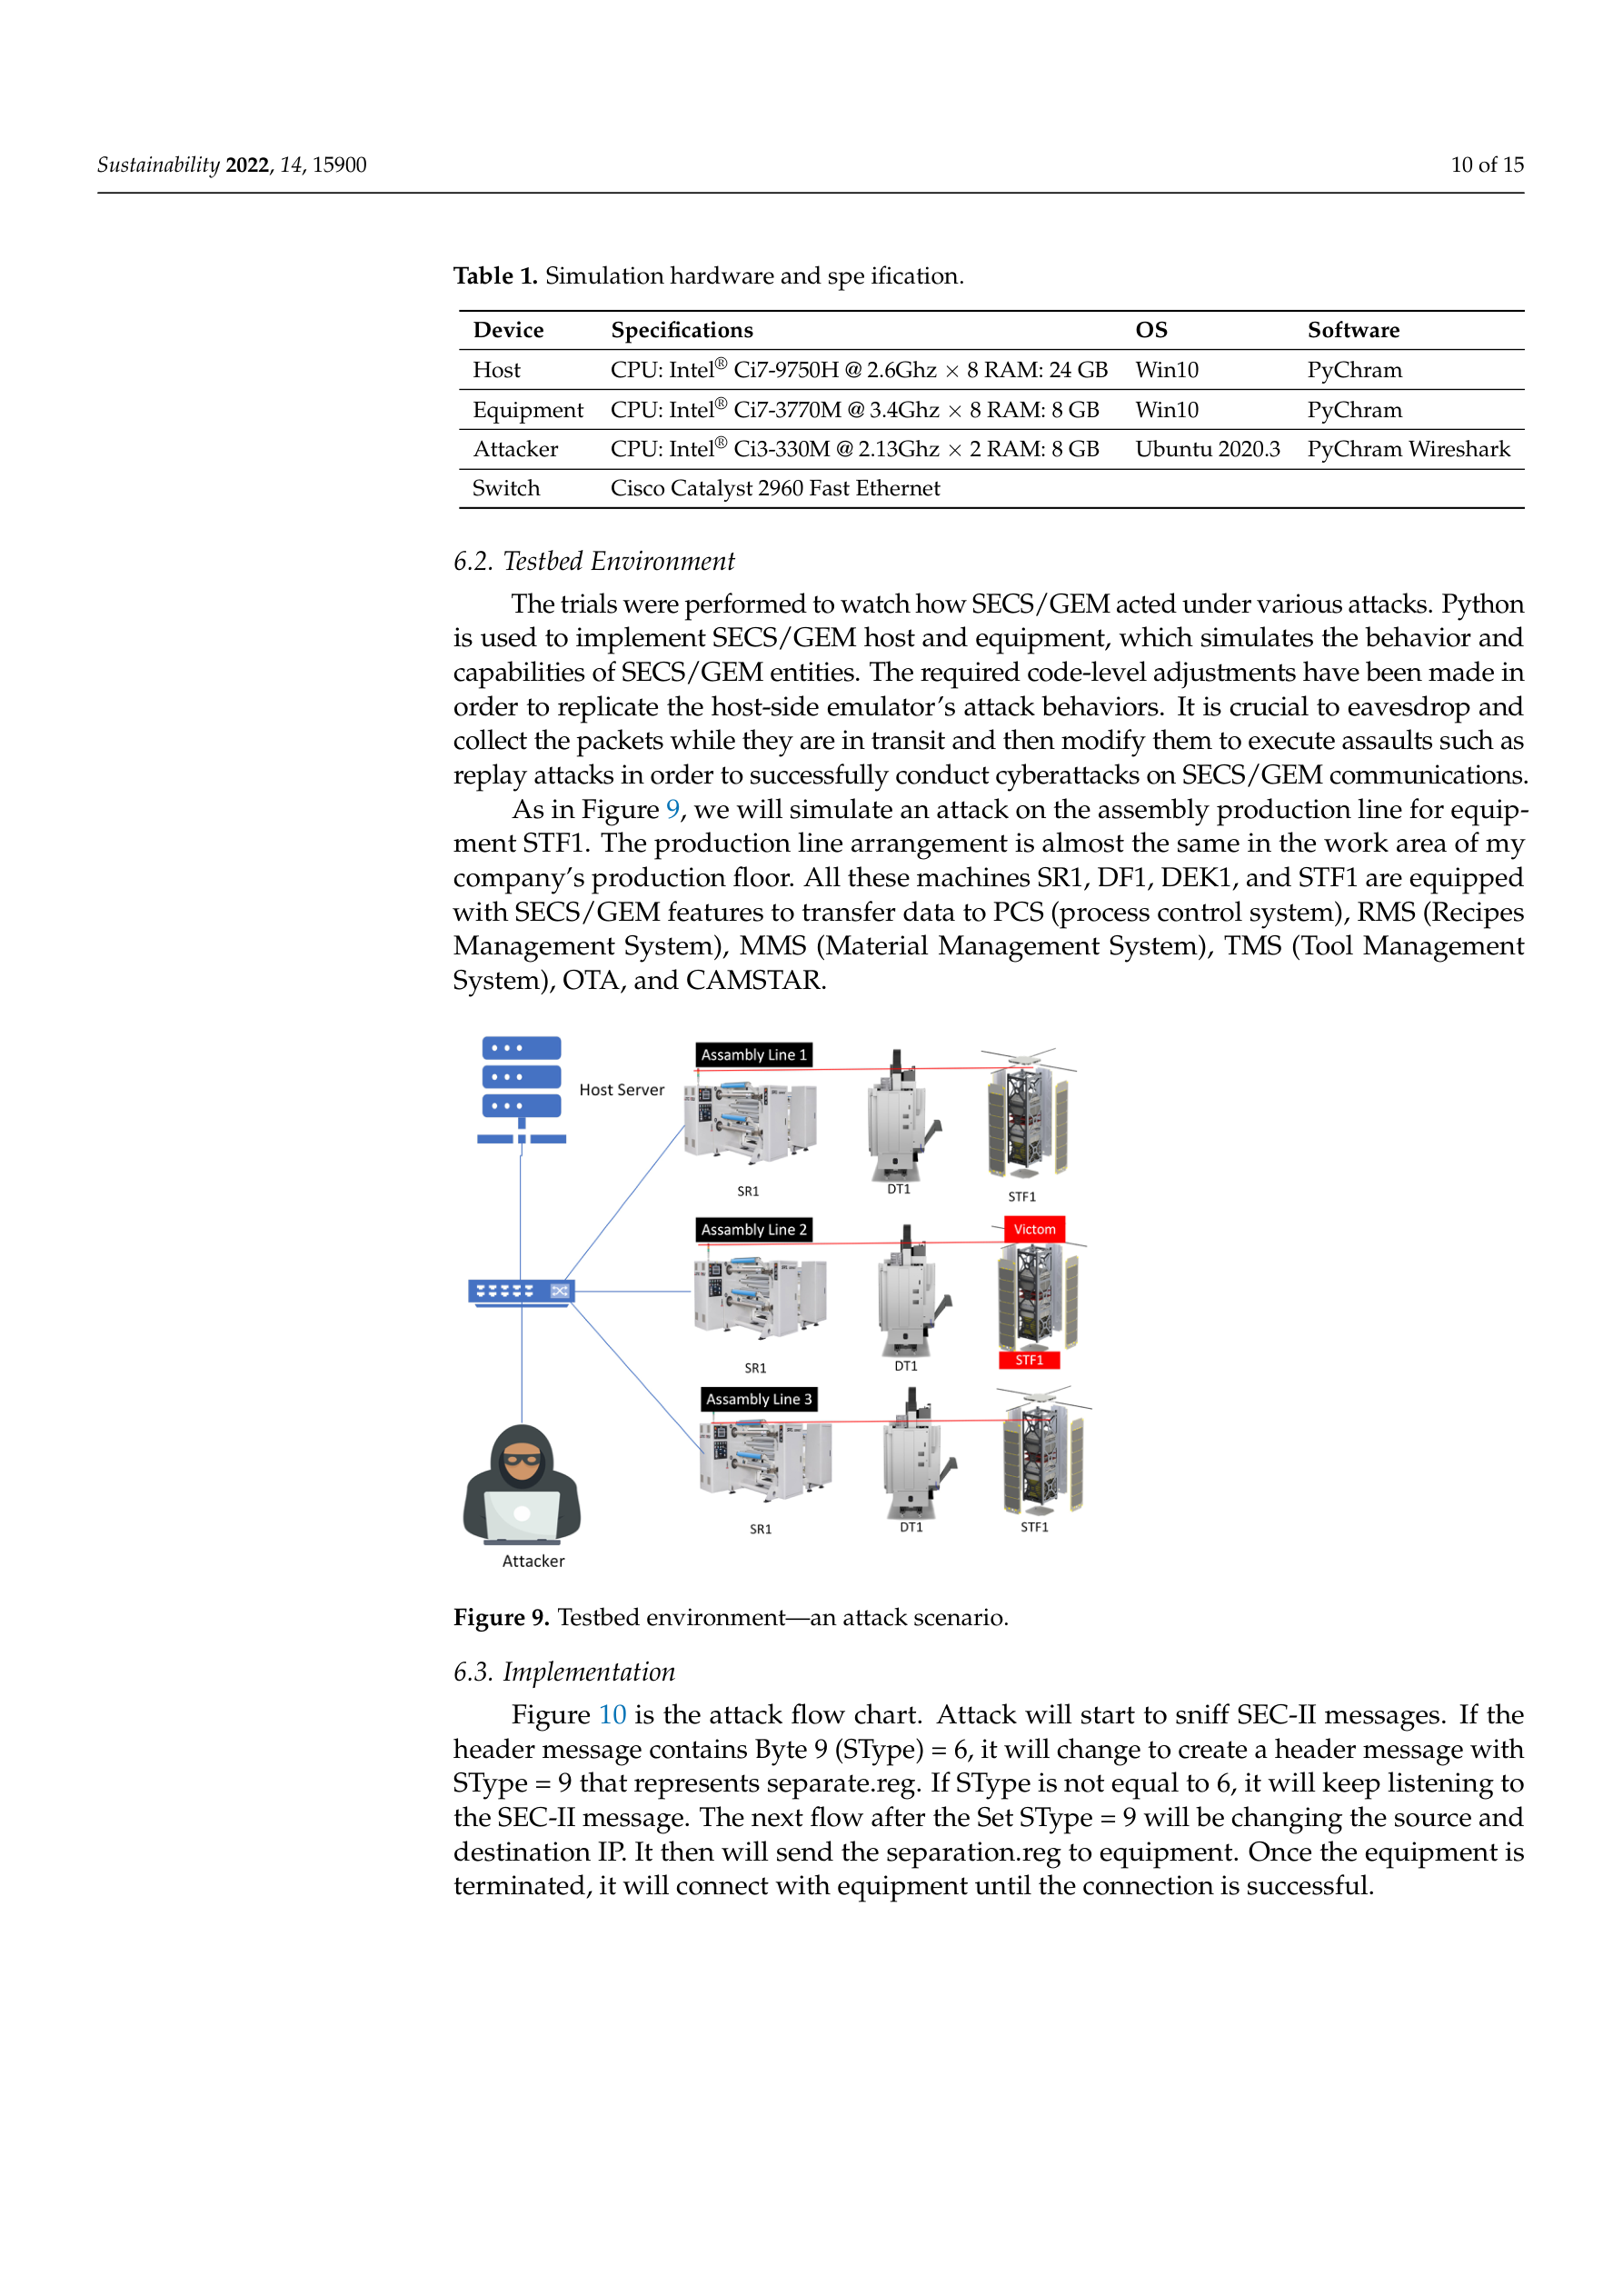 Sustainability 2022, 14, 15900
10 of 15
Table 1. Simulation hardware and spe ification.
Device Specifications OS Software
Host CPU: Intel® Ci7-9750H @ 2.6Ghz × 8 RAM: 24 GB Win10 PyChram
Equipment CPU: Intel® Ci7-3770M @ 3.4Ghz × 8 RAM: 8 GB Win10 PyChram
Attacker CPU: Intel® Ci3-330M @ 2.13Ghz × 2 RAM: 8 GB Ubuntu 2020.3 PyChram Wireshark
Switch Cisco Catalyst 2960 Fast Ethernet
6.2. Testbed Environment
The trials were performed to watch how SECS/GEM acted under various attacks. Python
is used to implement SECS/GEM host and equipment, which simulates the behavior and
capabilities of SECS/GEM entities. The required code-level adjustments have been made in
order to replicate the host-side emulator's attack behaviors. It is crucial to eavesdrop and
collect the packets while they are in transit and then modify them to execute assaults such as
replay attacks in order to successfully conduct cyberattacks on SECS/GEM communications.
As in Figure 9, we will simulate an attack on the assembly production line for equip-
ment STF1. The production line arrangement is almost the same in the work area of my
company's production floor. All these machines SR1, DF1, DEK1, and STF1 are equipped
with SECS/GEM features to transfer data to PCS (process control system), RMS (Recipes
Management System), MMS (Material Management System), TMS (Tool Management
System), OTA, and CAMSTAR.
Host Server
Assambly Line 1
SR1
DT1
STF1
Assambly Line 2
Victom
SR1
DT1
STF1
Assambly Line 3
SR1
DT1
STF1
Attacker
Figure 9. Testbed environment—an attack scenario.
6.3. Implementation
Figure 10 is the attack flow chart. Attack will start to sniff SEC-II messages. If the
header message contains Byte 9 (SType) = 6, it will change to create a header message with
SType = 9 that represents separate.reg. If SType is not equal to 6, it will keep listening to
the SEC-II message. The next flow after the Set SType = 9 will be changing the source and
destination IP. It then will send the separation.reg to equipment. Once the equipment is
terminated, it will connect with equipment until the connection is successful.